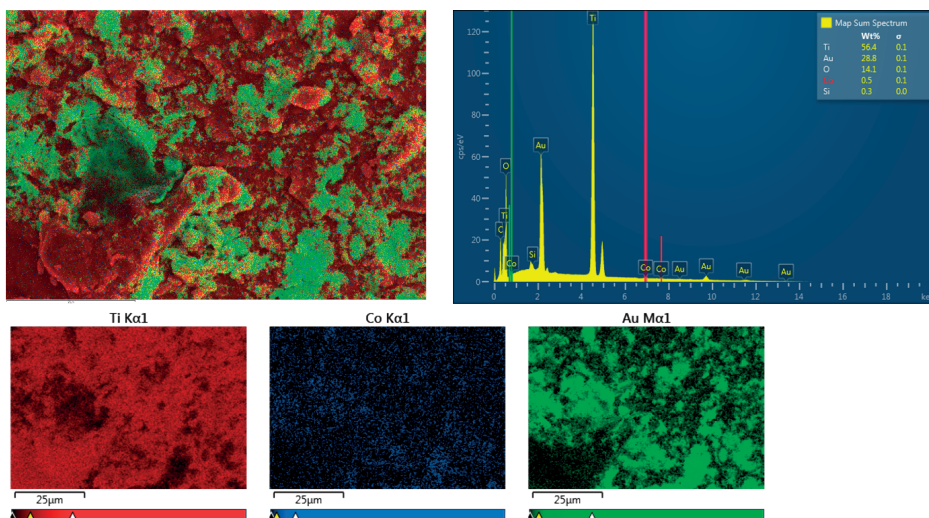 Map Sum Spectrum
Wt% σ
Ti 56.4 0.1
Au 28.8 0.1
O 14.1 0.1
Co 0.5 0.1
Si 0.3 0.0
cps/eV
120
100
80
60
40
20
0
Ti
Au
O
Ti
C
Co
Si
Co
Co
Au
Au
Au
Au
0 2 4 6 8 10 12 14 16 18 ke
Ti Kα1
Co Kα1
Au Mα1
25µm
25µm
25µm